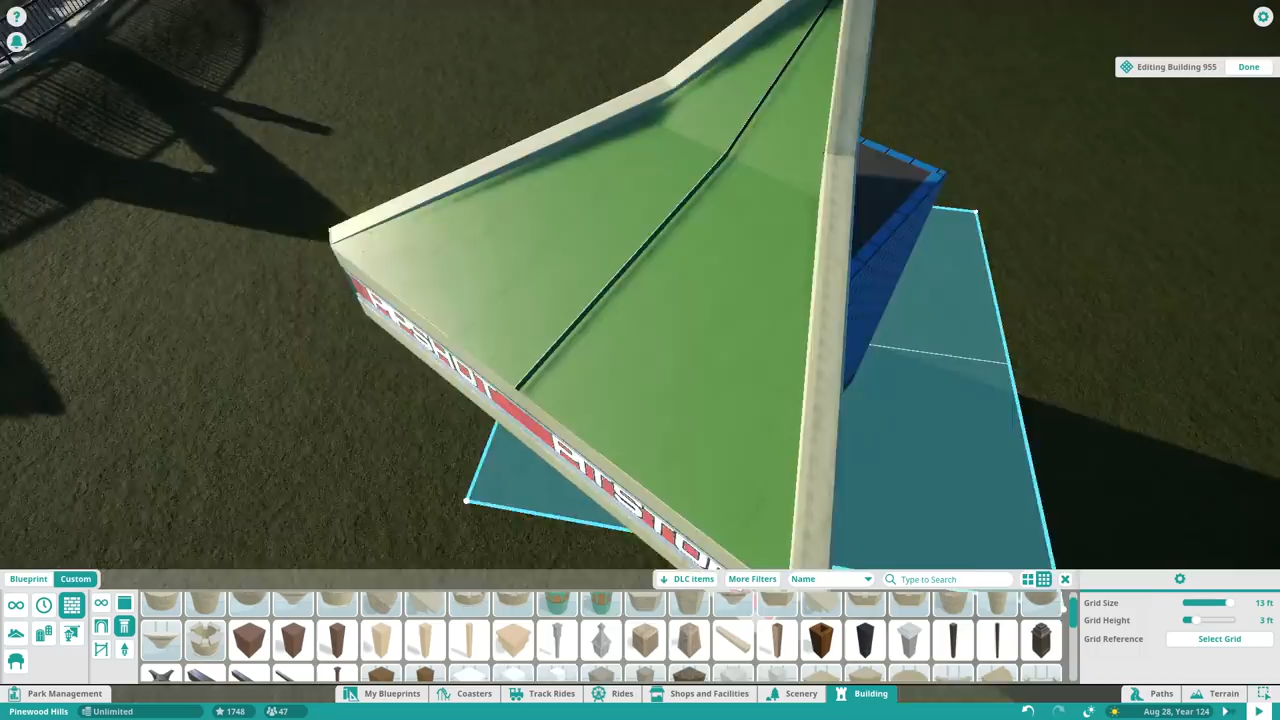 ?
Editing Building 955 Done
PIPSHOT PITSTO
Blueprint Custom DLC items More Filters Name Type to Search
Grid Size 13 ft
Grid Height 3 ft
Grid Reference Select Grid
Park Management My Blueprints Coasters Track Rides Rides Shops and Facilities Scenery Building Paths Terrain
Pinewood Hills Unlimited 1748 47 Aug 28, Year 124